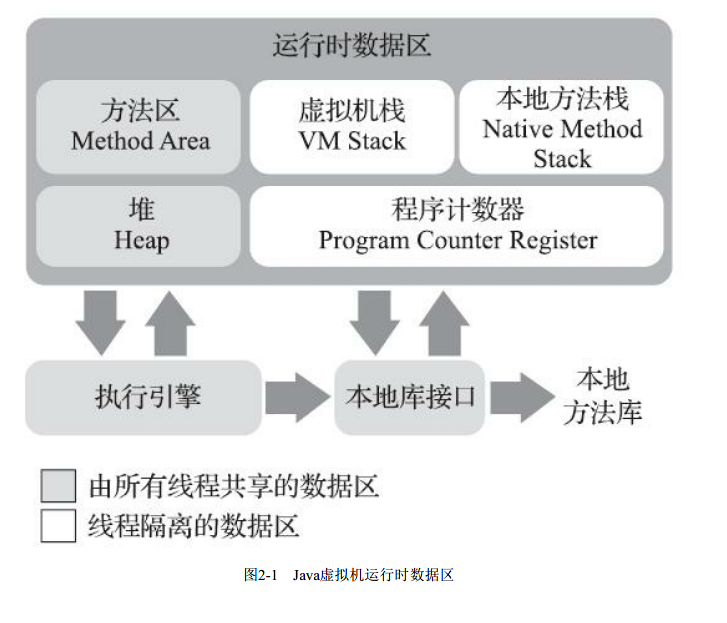 运行时数据区
方法区
Method Area
虚拟机栈
VM Stack
本地方法栈
Native Method
Stack
堆
Heap
程序计数器
Program Counter Register
执行引擎
本地库接口
本地
方法库
由所有线程共享的数据区
线程隔离的数据区
图2-1 Java虚拟机运行时数据区